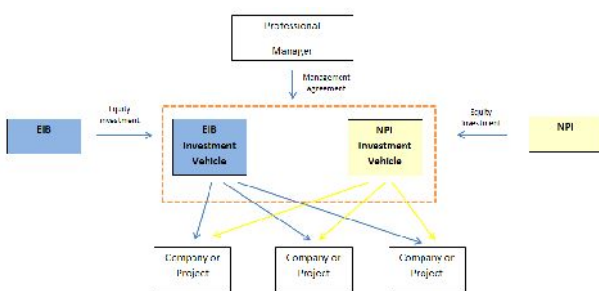 Professional
Manager
Management
agreement
Equity
investment
Equity
Investment
EIB
EIB
Investment
Vehicle
NPI
Investment
Vehicle
NPI
Company or
Project
Company or
Project
Company or
Project